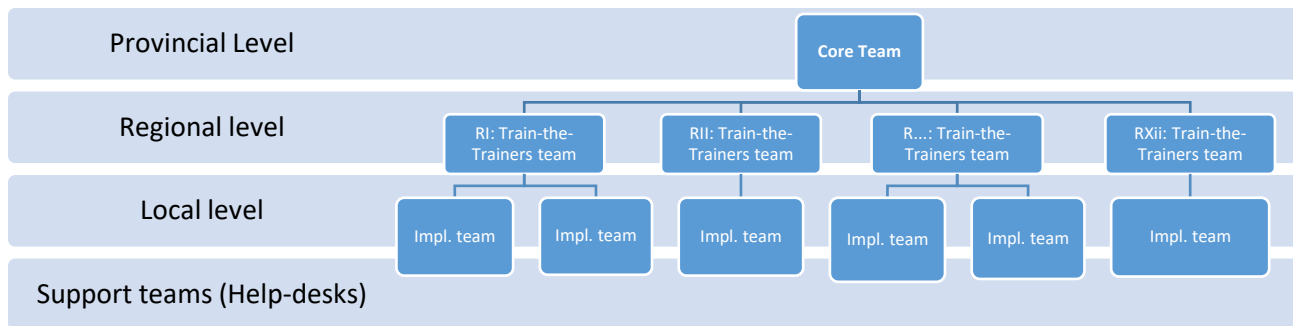 Provincial Level
Core Team
Regional level
RI: Train-the-
Trainers team
RII: Train-the-
Trainers team
R...: Train-the-
Trainers team
RXii: Train-the-
Trainers team
Local level
Impl. team
Impl. team
Impl. team
Impl. team
Impl. team
Impl. team
Support teams (Help-desks)